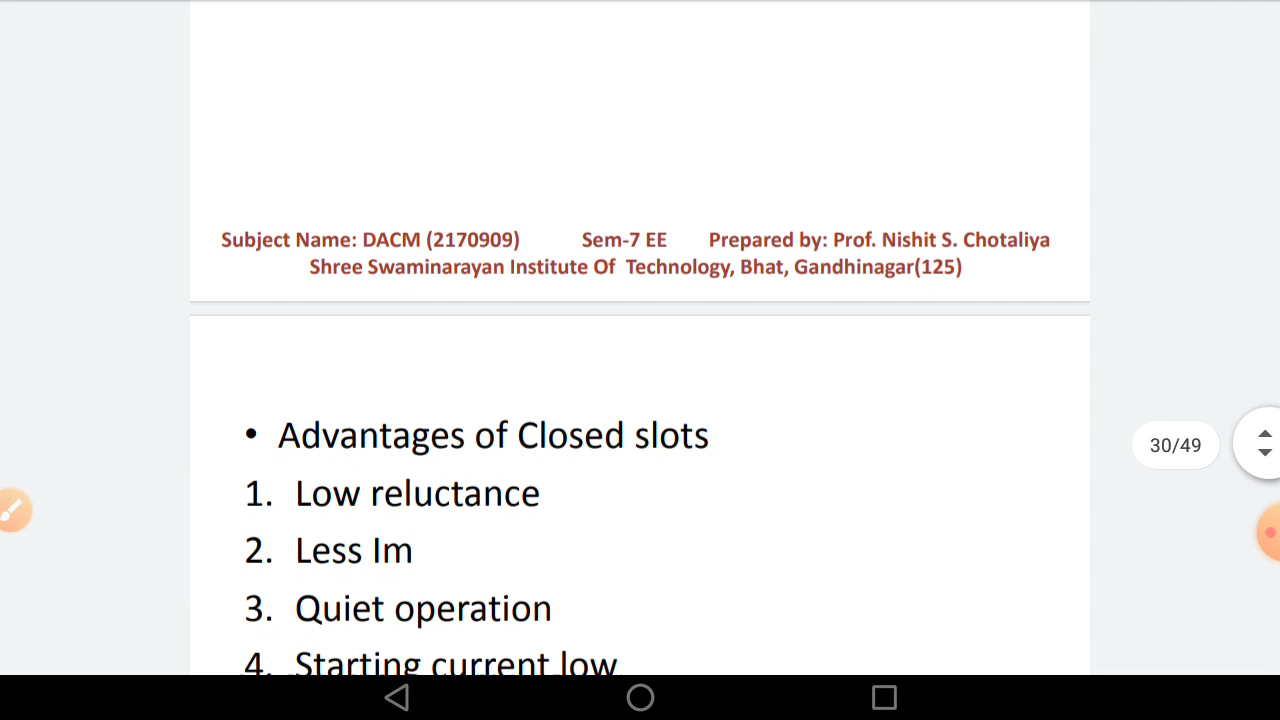 Subject Name: DACM (2170909) Sem-7 EE Prepared by: Prof. Nishit S. Chotaliya
Shree Swaminarayan Institute Of Technology, Bhat, Gandhinagar(125)
• Advantages of Closed slots
30/49
1. Low reluctance
2. Less Im
3. Quiet operation
4. Starting current low